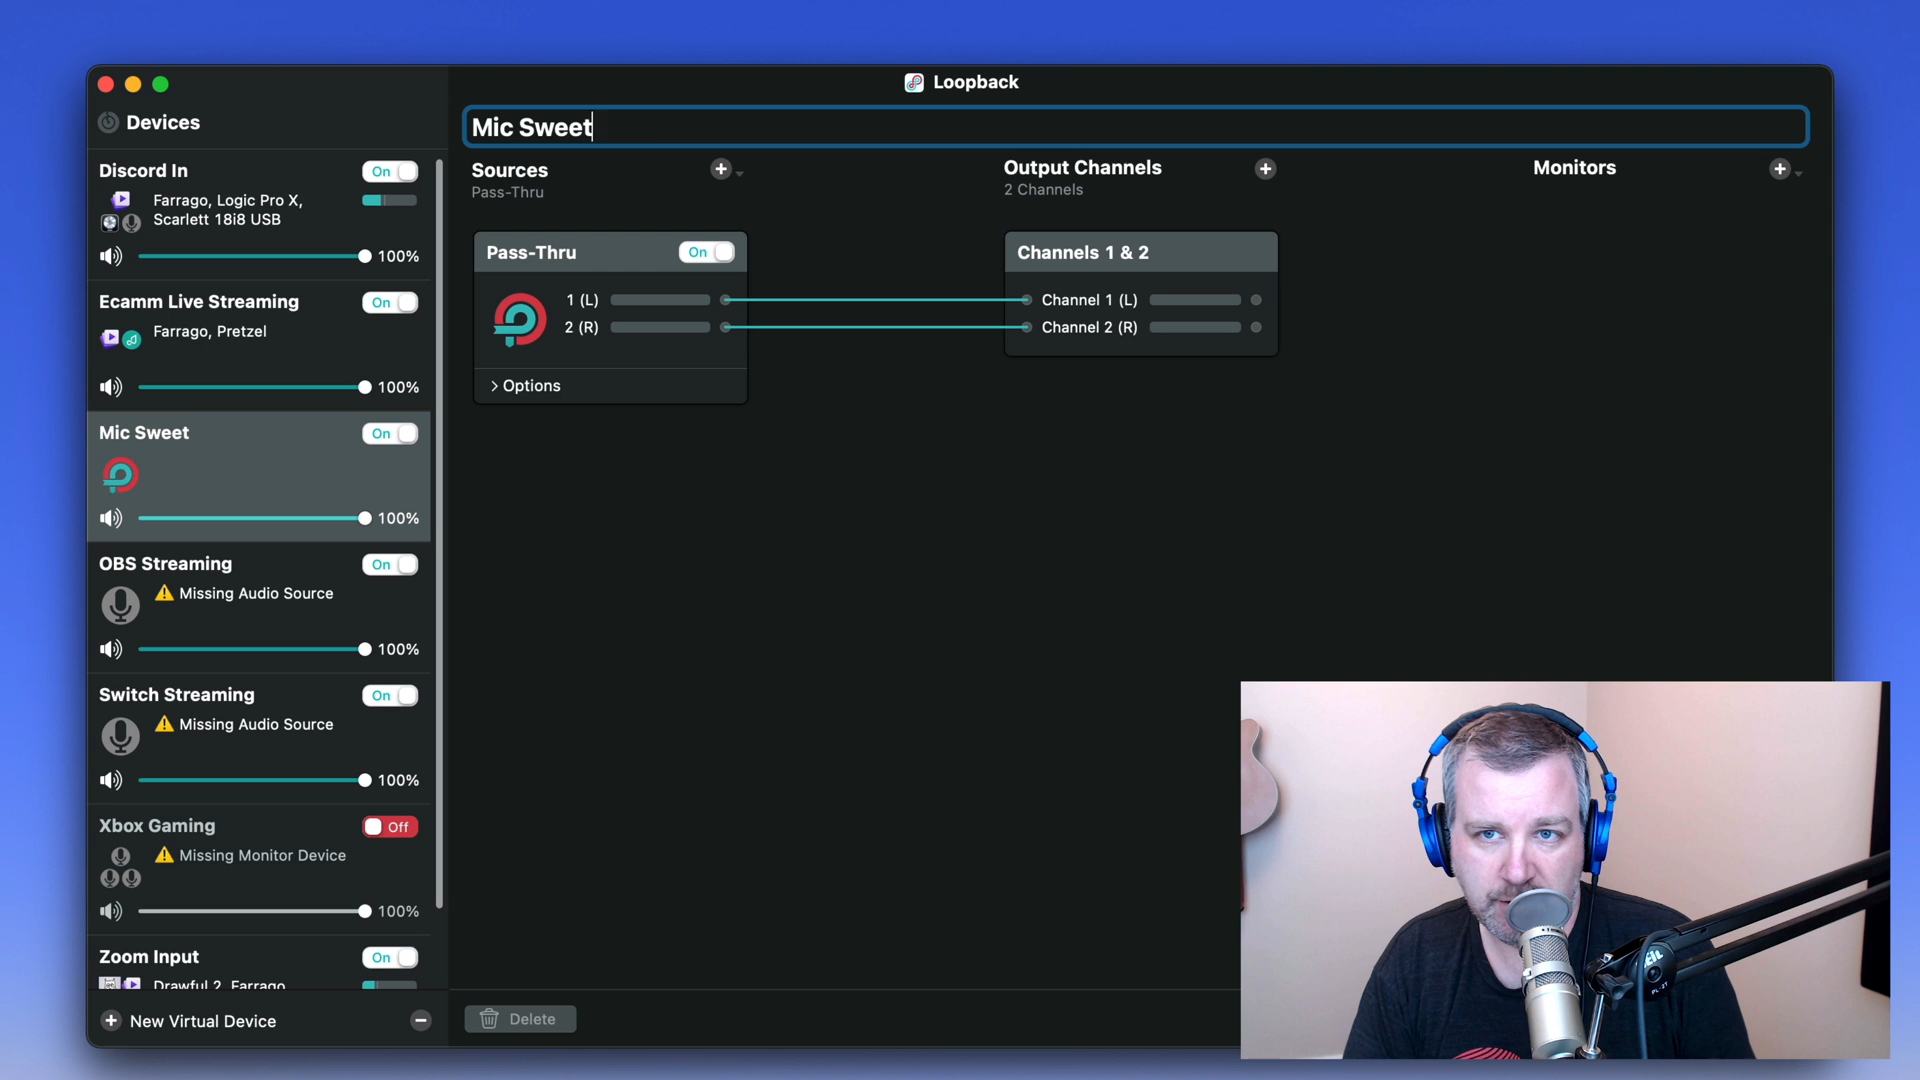 Loopback
Devices
Mic Sweet
Discord In
On
Farrago, Logic Pro X,
Scarlett 18i8 USB
100%
Ecamm Live Streaming
On
Farrago, Pretzel
100%
Mic Sweet
On
100%
OBS Streaming
On
Missing Audio Source
100%
Switch Streaming
On
Missing Audio Source
100%
Xbox Gaming
Off
Missing Monitor Device
100%
Zoom Input
On
Drawful 2, Farrago
New Virtual Device
Sources
Pass-Thru
Output Channels
2 Channels
Monitors
Pass-Thru
On
1 (L)
2 (R)
Options
Channels 1 & 2
Channel 1 (L)
Channel 2 (R)
Delete
PL-2T